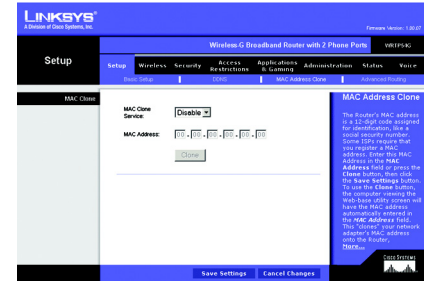 LINKSYS®
A Division of Cisco Systems, Inc.
Firmware Version: 1.00.07
Wireless-G Broadband Router with 2 Phone Ports
WRTP54G
Setup
Setup Wireless Security Access Restrictions Applications & Gaming Administration Status Voice
Basic Setup | DDNS | MAC Address Clone | Advanced Routing
MAC Clone
MAC Clone Service:
Disable
MAC Address:
00 . 00 . 00 . 00 . 00 . 00
Clone
MAC Address Clone
The Router's MAC address
is a 12-digit code assigned
for identification, like a
social security number.
Some ISPs require that
you register a MAC
address. Enter this MAC
Address in the MAC
Address field or press the
Clone button, then click
the Save Settings button.
To use the Clone button,
the computer viewing the
Web-base utility screen will
have the MAC address
automatically entered in
the MAC Address field.
This "clones" your network
adapter's MAC address
onto the Router.
More...
Save Settings
Cancel Changes
CISCO SYSTEMS